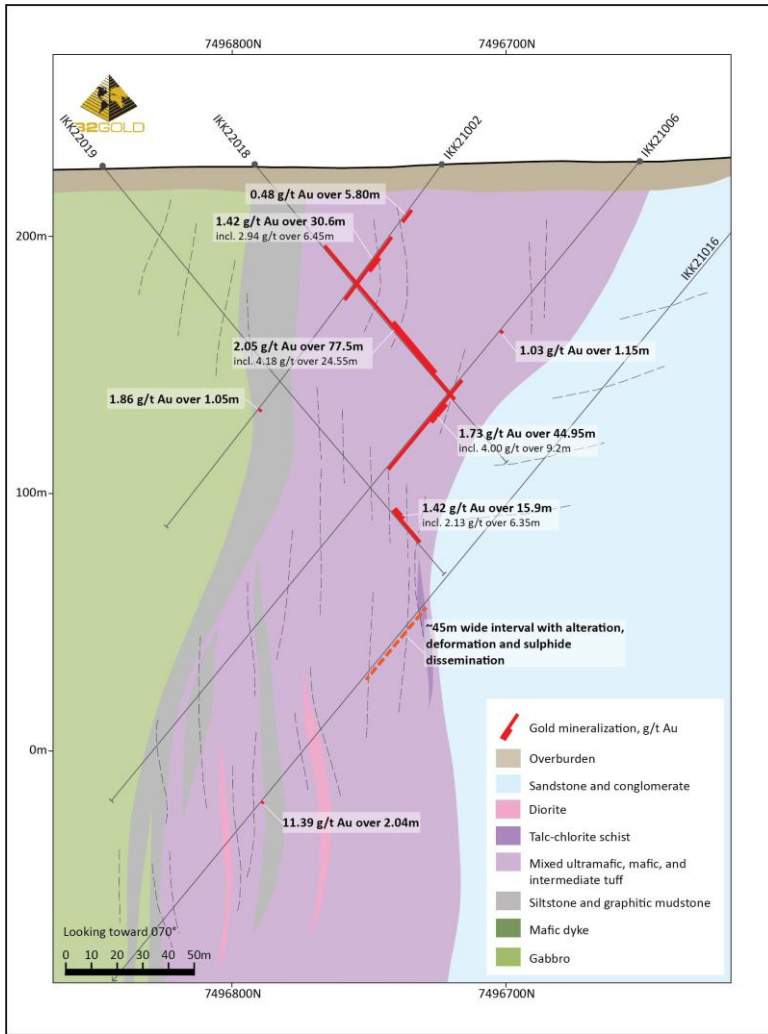 7496800N
7496700N
B2GOLD
IKK22019
IKK22018
IKK21002
IKK21006
IKK21016
200m
100m
0m
0.48 g/t Au over 5.80m
1.42 g/t Au over 30.6m
incl. 2.94 g/t over 6.45m
2.05 g/t Au over 77.5m
incl. 4.18 g/t over 24.55m
1.03 g/t Au over 1.15m
1.86 g/t Au over 1.05m
1.73 g/t Au over 44.95m
incl. 4.00 g/t over 9.2m
1.42 g/t Au over 15.9m
incl. 2.13 g/t over 6.35m
~45m wide interval with alteration,
deformation and sulphide
dissemination
11.39 g/t Au over 2.04m
Gold mineralization, g/t Au
Overburden
Sandstone and conglomerate
Diorite
Talc-chlorite schist
Mixed ultramafic, mafic, and
intermediate tuff
Siltstone and graphitic mudstone
Mafic dyke
Gabbro
Looking toward 070°
0 10 20 30 40 50m
7496800N
7496700N